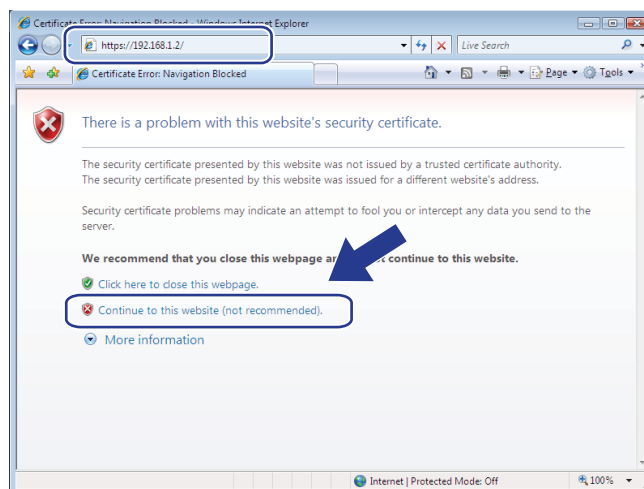 Certificate Error: Navigation Blocked - Windows Internet Explorer
https://192.168.1.2/
Live Search
Certificate Error: Navigation Blocked
Page
Tools
There is a problem with this website's security certificate.
The security certificate presented by this website was not issued by a trusted certificate authority.
The security certificate presented by this website was issued for a different website's address.
Security certificate problems may indicate an attempt to fool you or intercept any data you send to the
server.
We recommend that you close this webpage continue to this website.
Click here to close this webpage.
Continue to this website (not recommended).
More information
Internet | Protected Mode: Off
100%